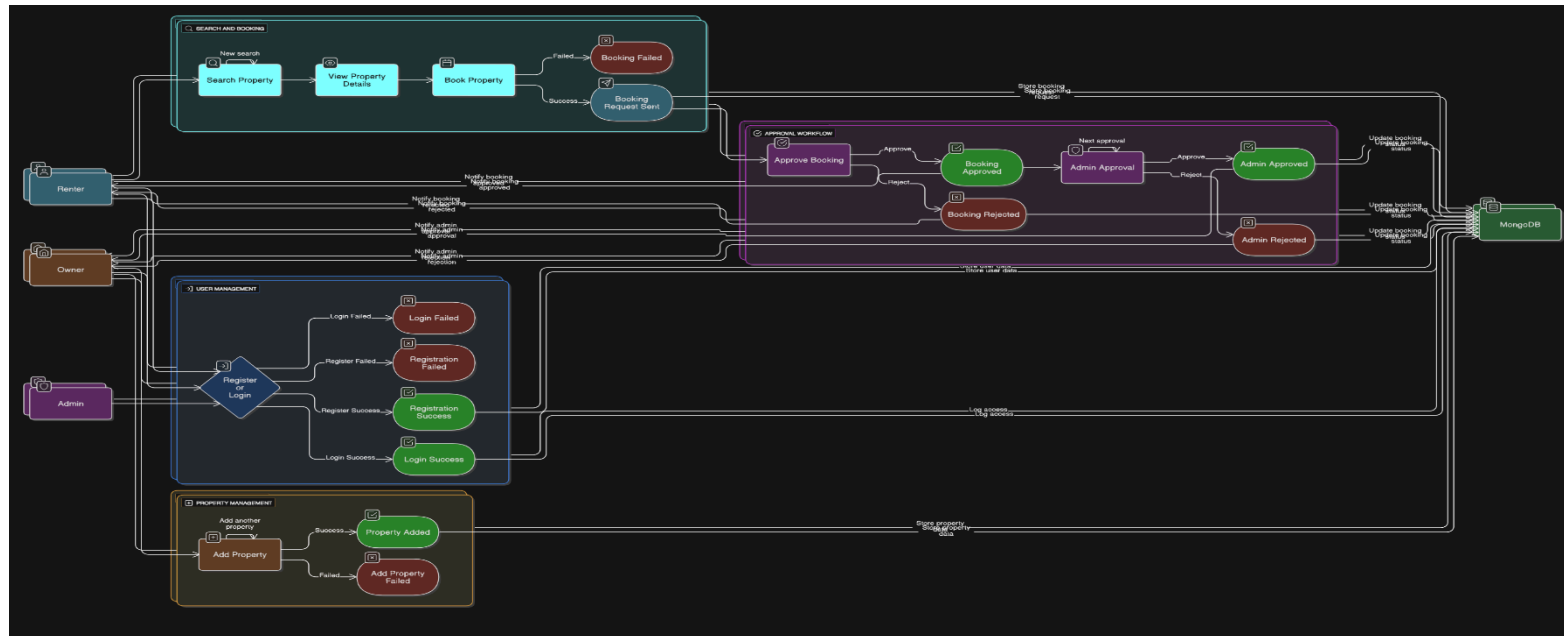 SEARCH AND BOOKING
New search
Search Property
View Property
Details
Book Property
Failed
Booking Failed
Success
Booking
Request Sent
Store booking
request
APPROVAL WORKFLOW
Approve Booking
Approve
Booking
Approved
Reject
Booking Rejected
Next approval
Admin Approval
Approve
Admin Approved
Reject
Admin Rejected
Update booking
status
Update booking
status
Update booking
status
MongoDB
Renter
Notify booking
approved
Notify booking
rejected
Owner
Notify admin
approval
Notify admin
rejection
Admin
USER MANAGEMENT
Register
or
Login
Login Failed
Login Failed
Register Failed
Registration
Failed
Register Success
Registration
Success
Login Success
Login Success
Store user data
Log access
Log access
PROPERTY MANAGEMENT
Add another
property
Add Property
Success
Property Added
Failed
Add Property
Failed
Store property
data